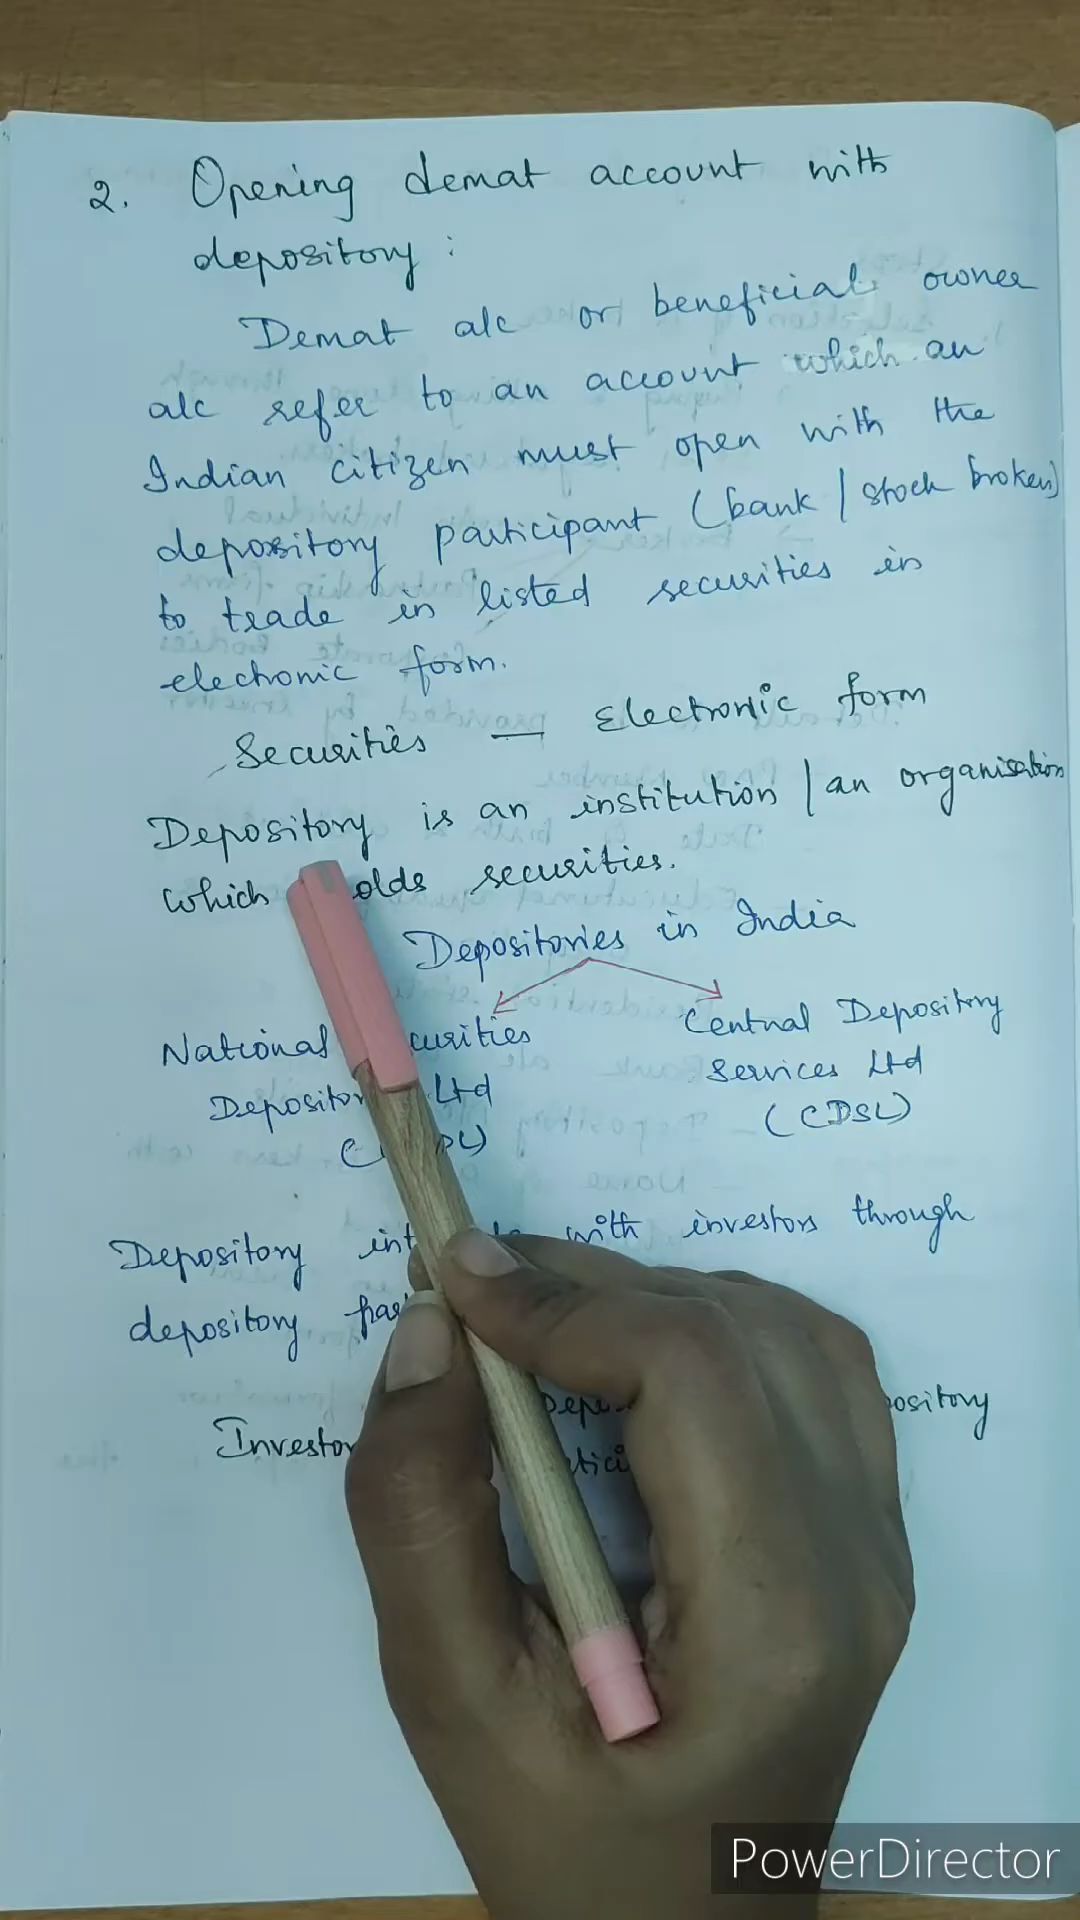 2. Opening demat account with
depository :
Demat a/c or beneficial owner
a/c refer to an account which an
Indian citizen must open with the
depository participant (bank / stock broker)
to trade in listed securities in
electronic form.
Securities — Electronic form
Depository is an institution / an organisation
which securities.
Depositories in India
National Central Depository
Ltd Services Ltd
(CDSL)
Depository with investors through
depository
Investor
PowerDirector